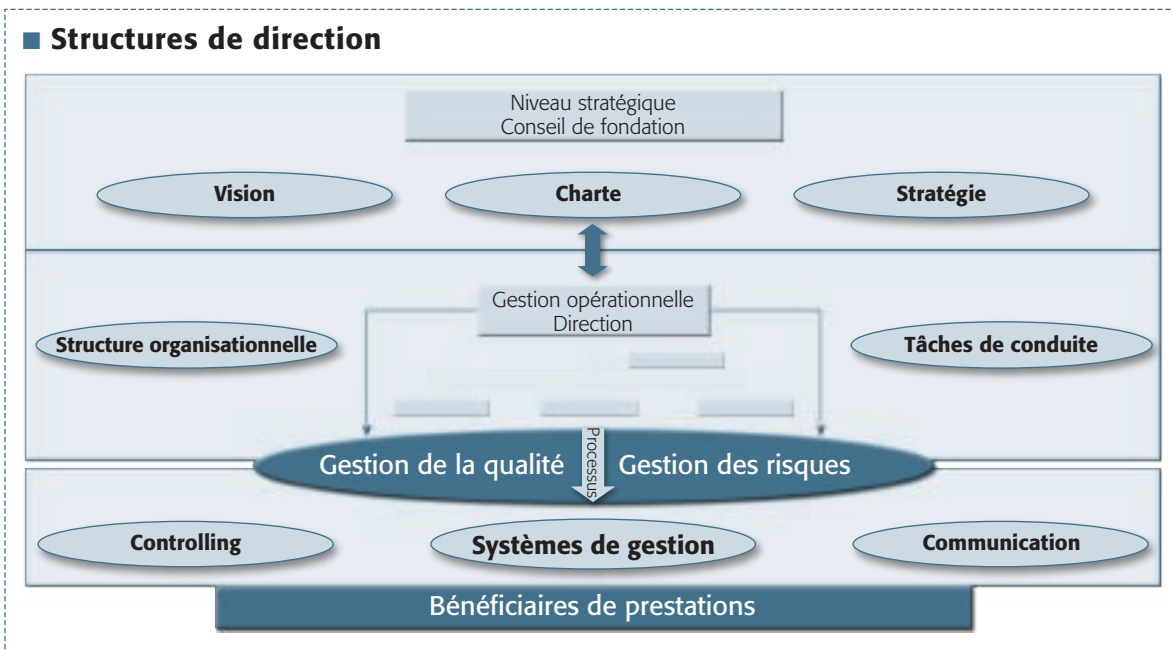 Structures de direction
Niveau stratégique
Conseil de fondation
Vision
Charte
Stratégie
Gestion opérationnelle
Direction
Structure organisationnelle
Tâches de conduite
Gestion de la qualité
Processus
Gestion des risques
Controlling
Systèmes de gestion
Communication
Bénéficiaires de prestations